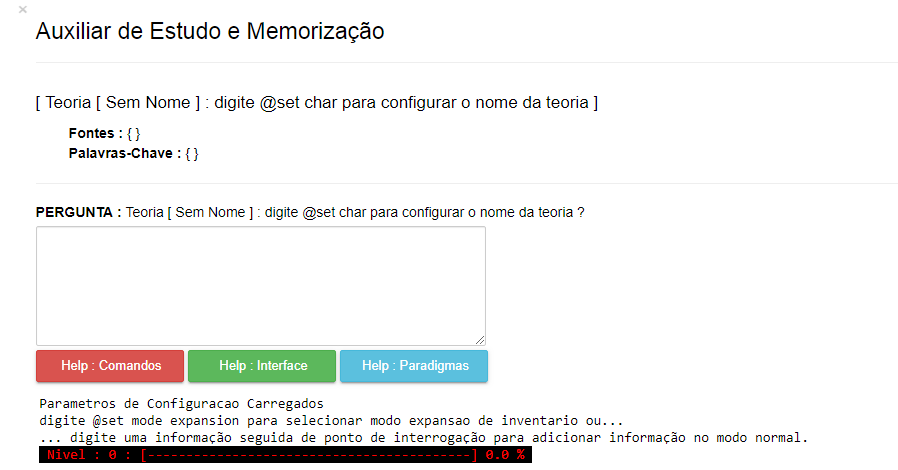 ×
Auxiliar de Estudo e Memorização
[ Teoria [ Sem Nome ] : digite @set char para configurar o nome da teoria ]
Fontes : { }
Palavras-Chave : { }
PERGUNTA : Teoria [ Sem Nome ] : digite @set char para configurar o nome da teoria ?
Help : Comandos Help : Interface Help : Paradigmas
Parametros de Configuracao Carregados
digite @set mode expansion para selecionar modo expansao de inventario ou...
... digite uma informação seguida de ponto de interrogação para adicionar informação no modo normal.
Nivel : 0 : [------------------------------------------] 0.0 %